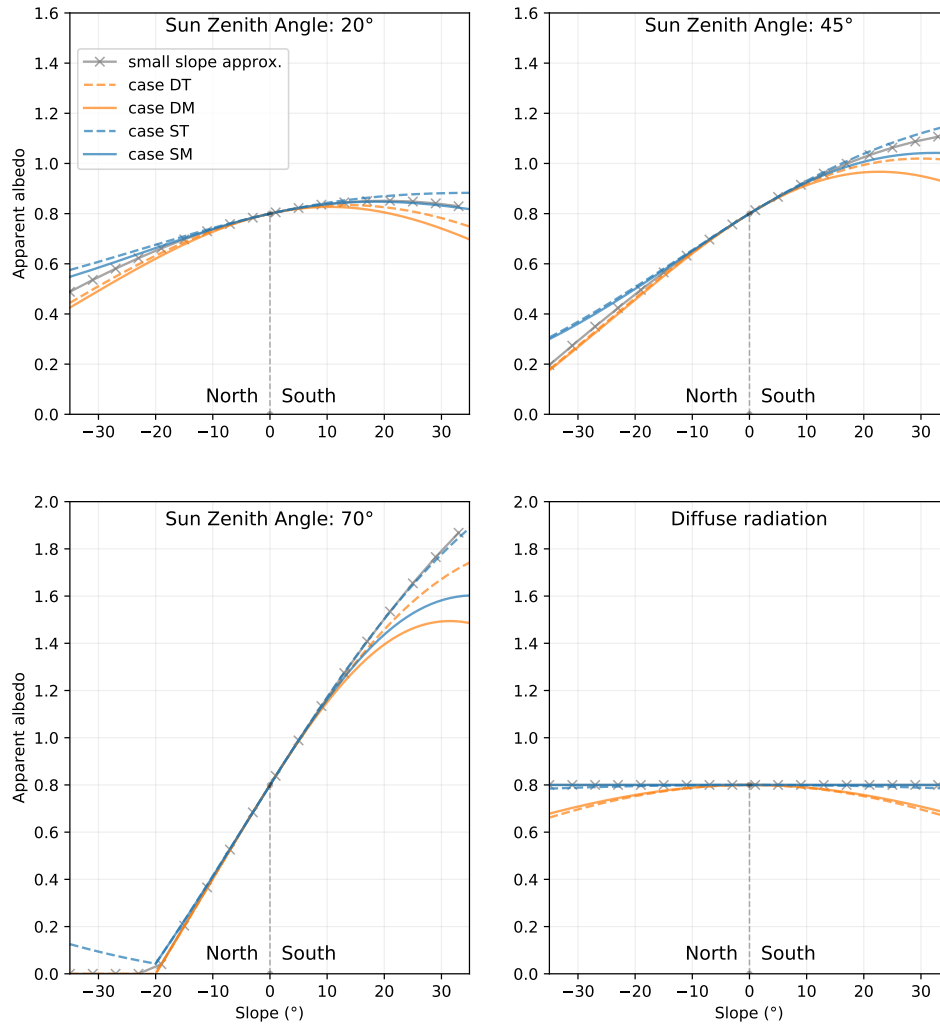 Sun Zenith Angle: 20°
Apparent albedo
1.6
1.4
1.2
1.0
0.8
0.6
0.4
0.2
0.0
small slope approx.
case DT
case DM
case ST
case SM
North South
−30 −20 −10 0 10 20 30
Sun Zenith Angle: 45°
1.6
1.4
1.2
1.0
0.8
0.6
0.4
0.2
0.0
North South
−30 −20 −10 0 10 20 30
Sun Zenith Angle: 70°
Apparent albedo
2.0
1.8
1.6
1.4
1.2
1.0
0.8
0.6
0.4
0.2
0.0
North South
−30 −20 −10 0 10 20 30
Slope (°)
Diffuse radiation
2.0
1.8
1.6
1.4
1.2
1.0
0.8
0.6
0.4
0.2
0.0
North South
−30 −20 −10 0 10 20 30
Slope (°)